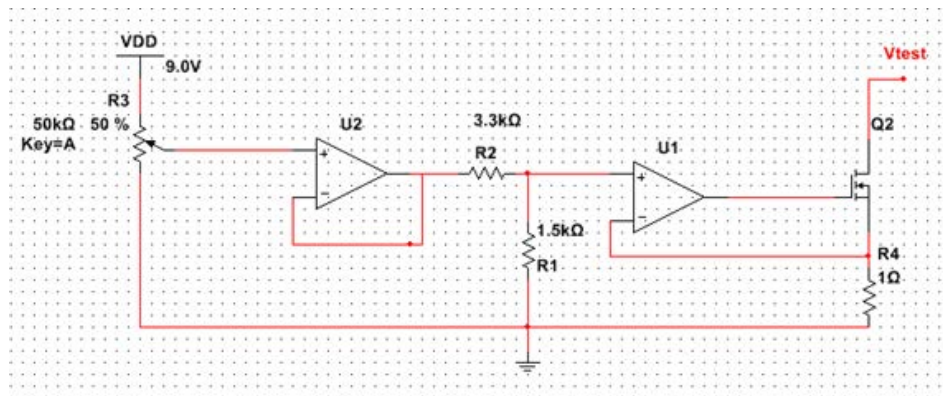 VDD
9.0V
Vtest
R3
50kΩ 50 %
Key=A
U2
3.3kΩ
R2
U1
Q2
+
−
+
−
1.5kΩ
R1
R4
1Ω